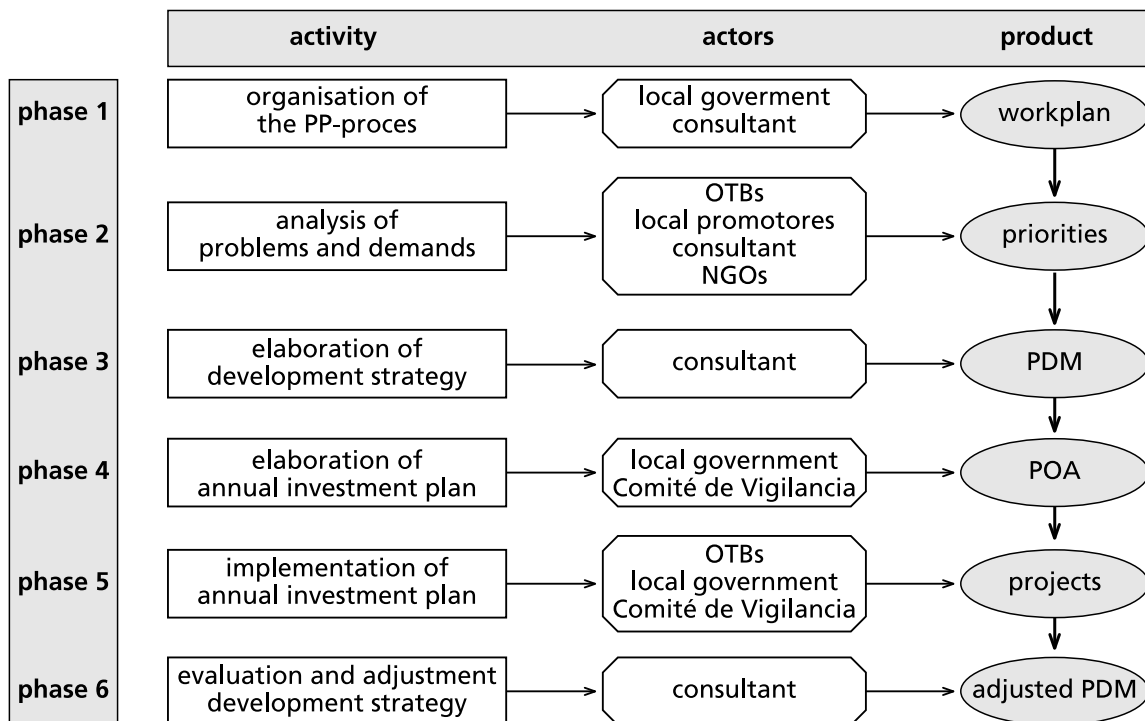 activity
actors
product
phase 1
organisation of
the PP-proces
local goverment
consultant
workplan
phase 2
analysis of
problems and demands
OTBs
local promotores
consultant
NGOs
priorities
phase 3
elaboration of
development strategy
consultant
PDM
phase 4
elaboration of
annual investment plan
local government
Comité de Vigilancia
POA
phase 5
implementation of
annual investment plan
OTBs
local government
Comité de Vigilancia
projects
phase 6
evaluation and adjustment
development strategy
consultant
adjusted PDM